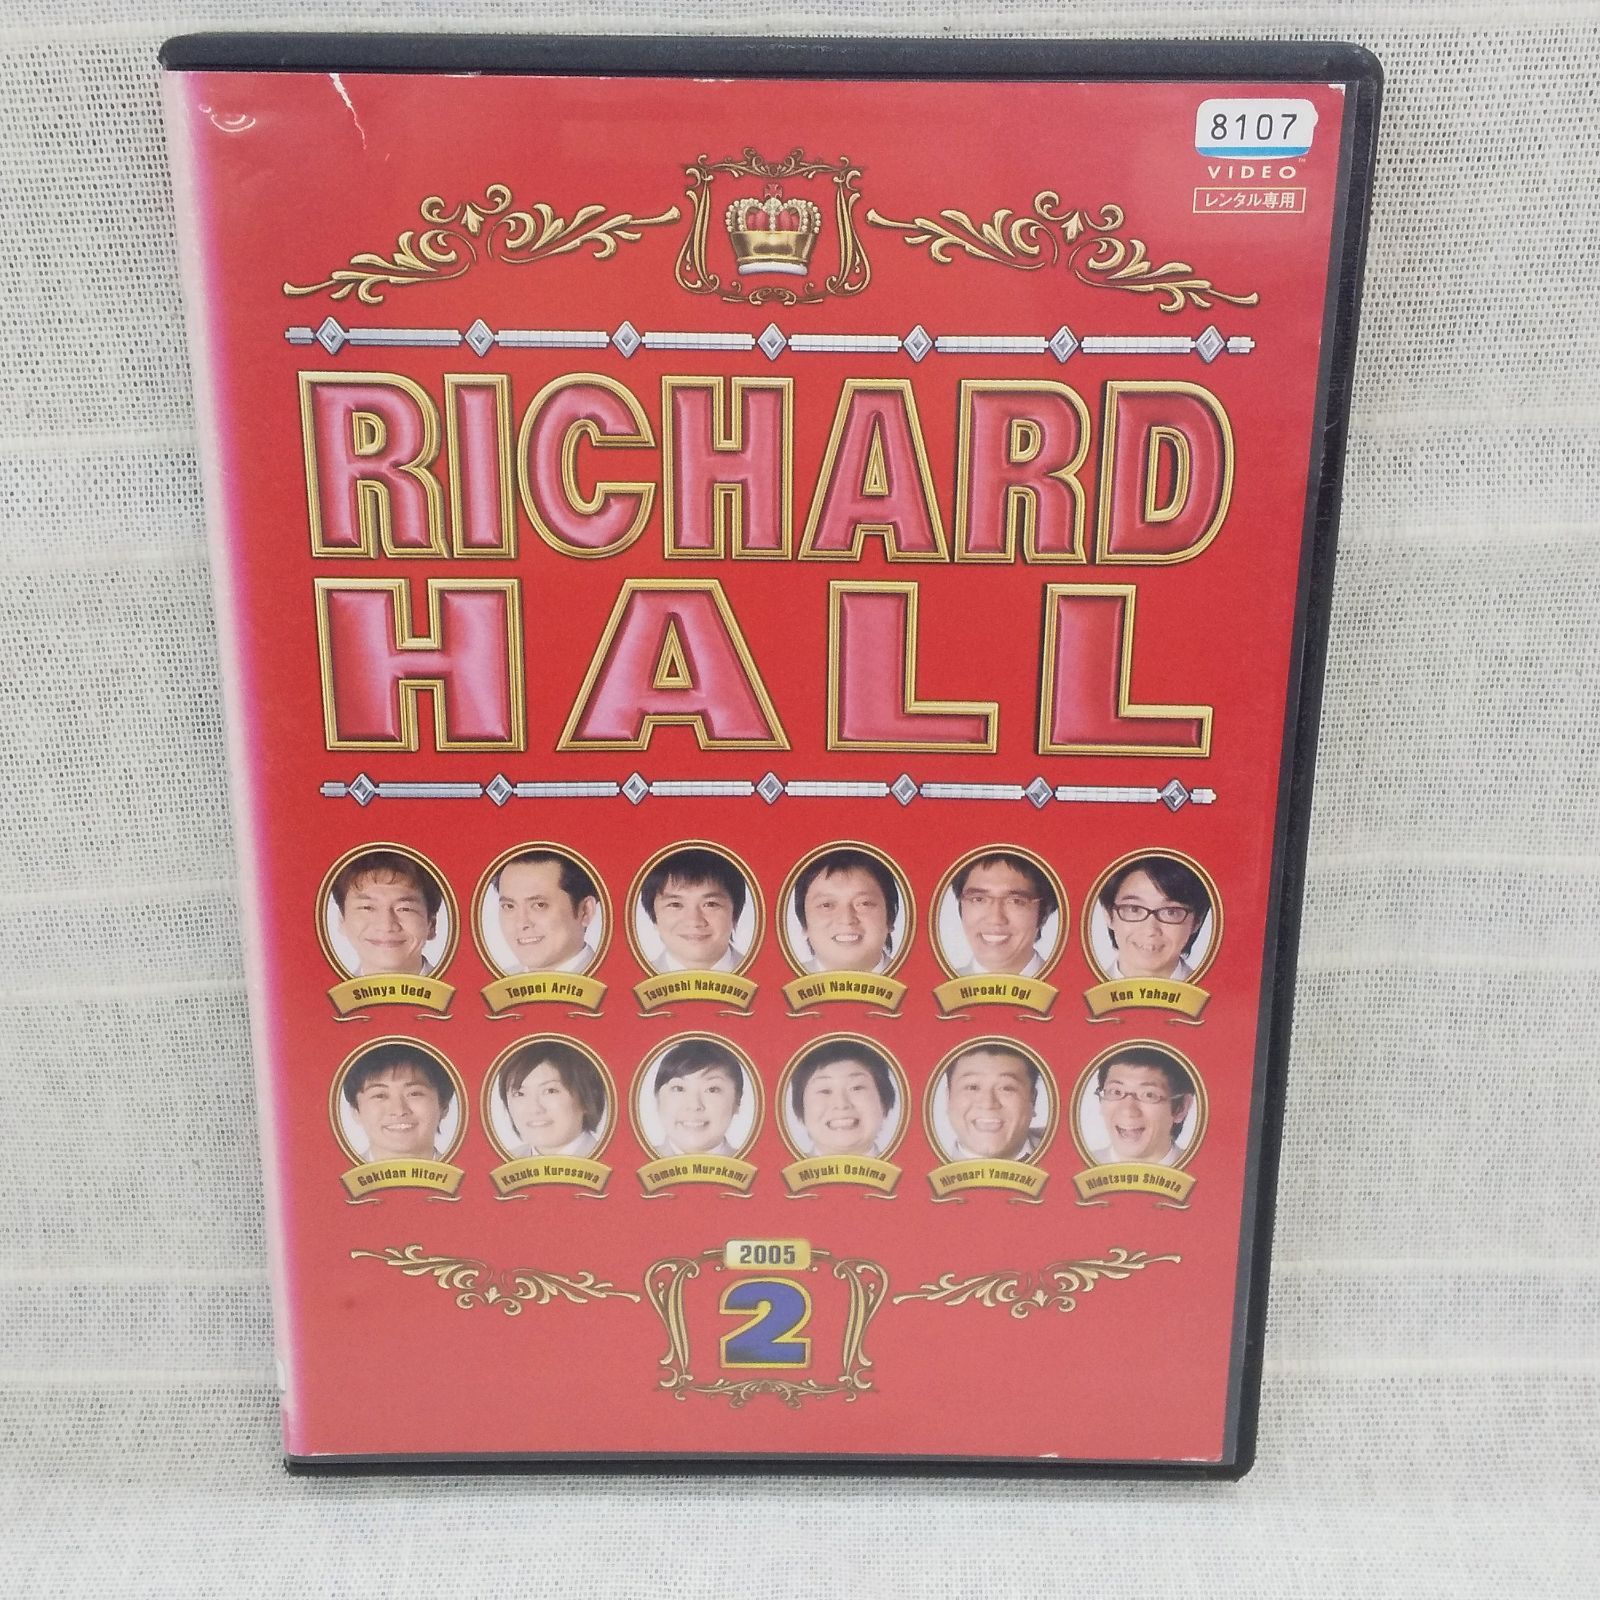 8107
VIDEO
レンタル専用
RICHARD
HALL
Shinya Ueda
Teppei Arita
Tsuyoshi Nakagawa
Reiji Nakagawa
Hiroaki Ogi
Ken Yahagi
Gekidan Hitori
Kazuko Kurosawa
Tomoko Murakami
Miyuki Oshima
Hironari Yamazaki
Hidetsugu Shibata
2005
2